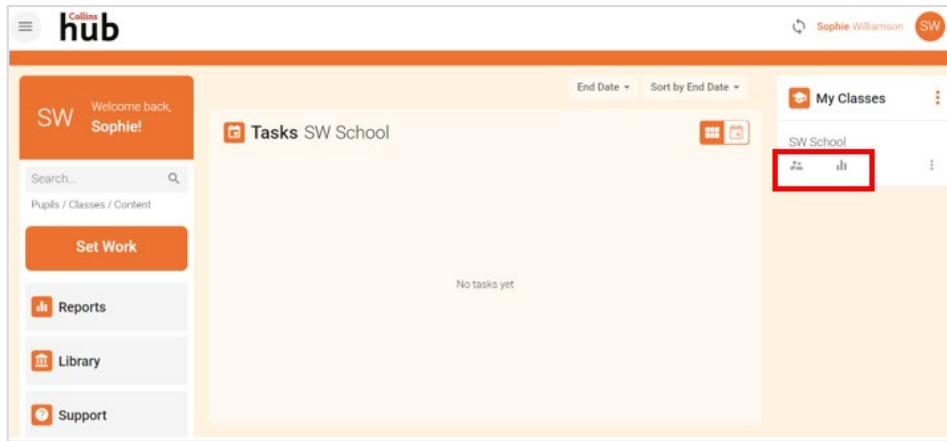 Collins
hub
Sophie Williamson SW
SW
Welcome back,
Sophie!
Search...
Pupils / Classes / Content
Set Work
Reports
Library
Support
End Date Sort by End Date
Tasks SW School
No tasks yet
My Classes
SW School